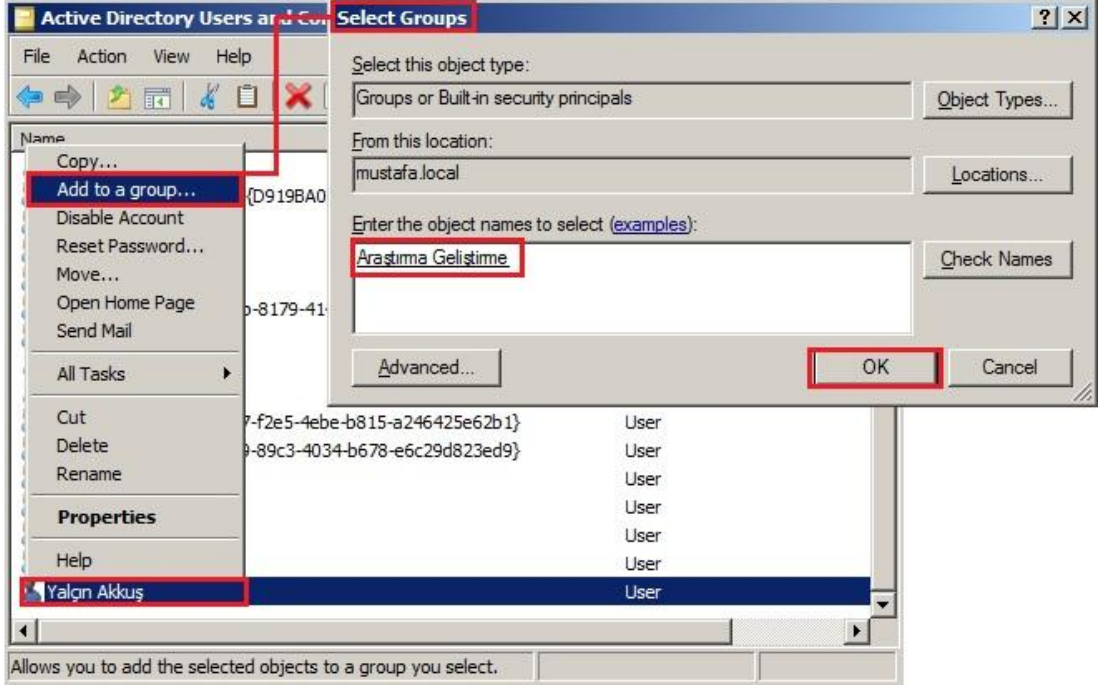 Active Directory Users and Co
File Action View Help
Name
Copy...
Add to a group...
Disable Account
Reset Password...
Move...
Open Home Page
Send Mail
All Tasks
Cut
Delete
Rename
Properties
Help
{D919BA0
-8179-41
-f2e5-4ebe-b815-a246425e62b1} User
-89c3-4034-b678-e6c29d823ed9} User
User
User
User
User
Yalçın Akkuş User
Allows you to add the selected objects to a group you select.
Select Groups
Select this object type:
Groups or Built-in security principals
Object Types...
From this location:
mustafa.local
Locations...
Enter the object names to select (examples):
Araştırma Geliştirme
Check Names
Advanced...
OK
Cancel